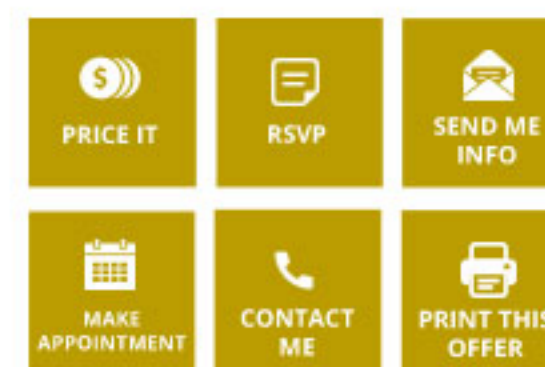 PRICE IT
RSVP
SEND ME
INFO
MAKE
APPOINTMENT
CONTACT
ME
PRINT THIS
OFFER